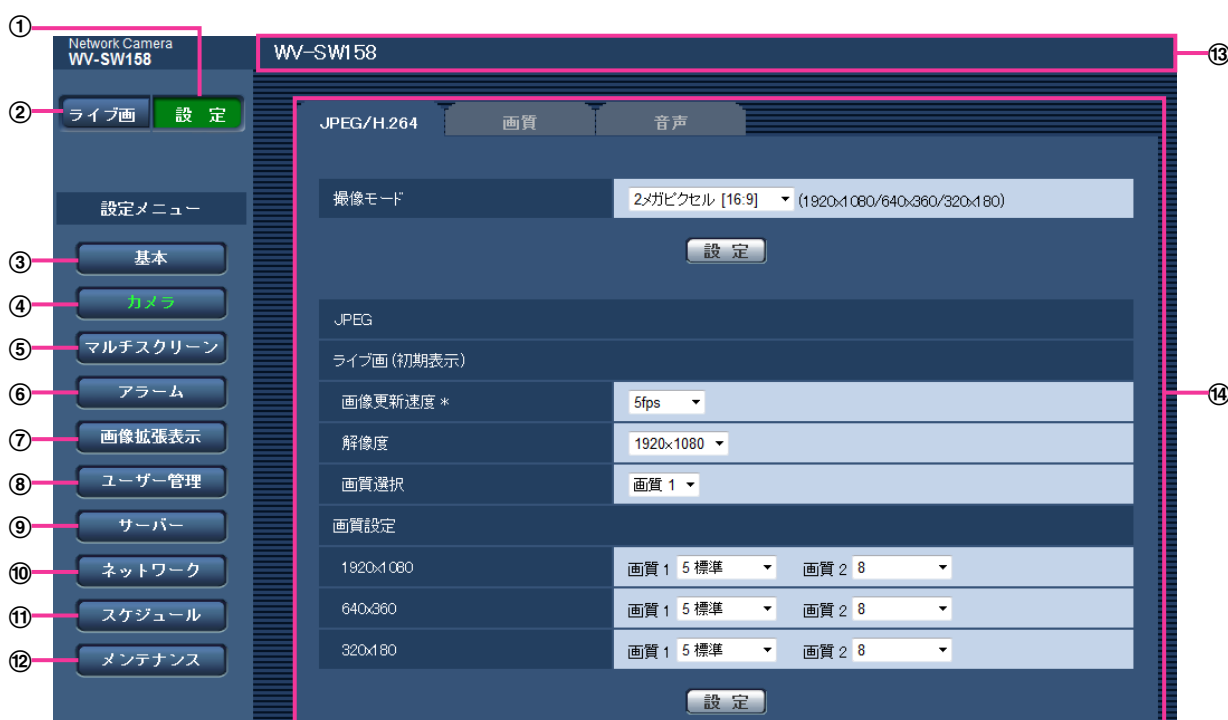 ①
Network Camera
WV-SW158
WV-SW158
⑬
② ライブ画 設 定
JPEG/H.264 画質 音声
設定メニュー
撮像モード 2メガピクセル [16:9] (1920x1080/640x360/320x180)
設 定
③ 基本
④ カメラ
⑤ マルチスクリーン
⑥ アラーム
⑦ 画像拡張表示
⑧ ユーザー管理
⑨ サーバー
⑩ ネットワーク
⑪ スケジュール
⑫ メンテナンス
JPEG
ライブ画(初期表示)
画像更新速度* 5fps
⑭
解像度 1920x1080
画質選択 画質 1
画質設定
1920x1080 画質 1 5 標準 画質 2 8
640x360 画質 1 5 標準 画質 2 8
320x180 画質 1 5 標準 画質 2 8
設 定